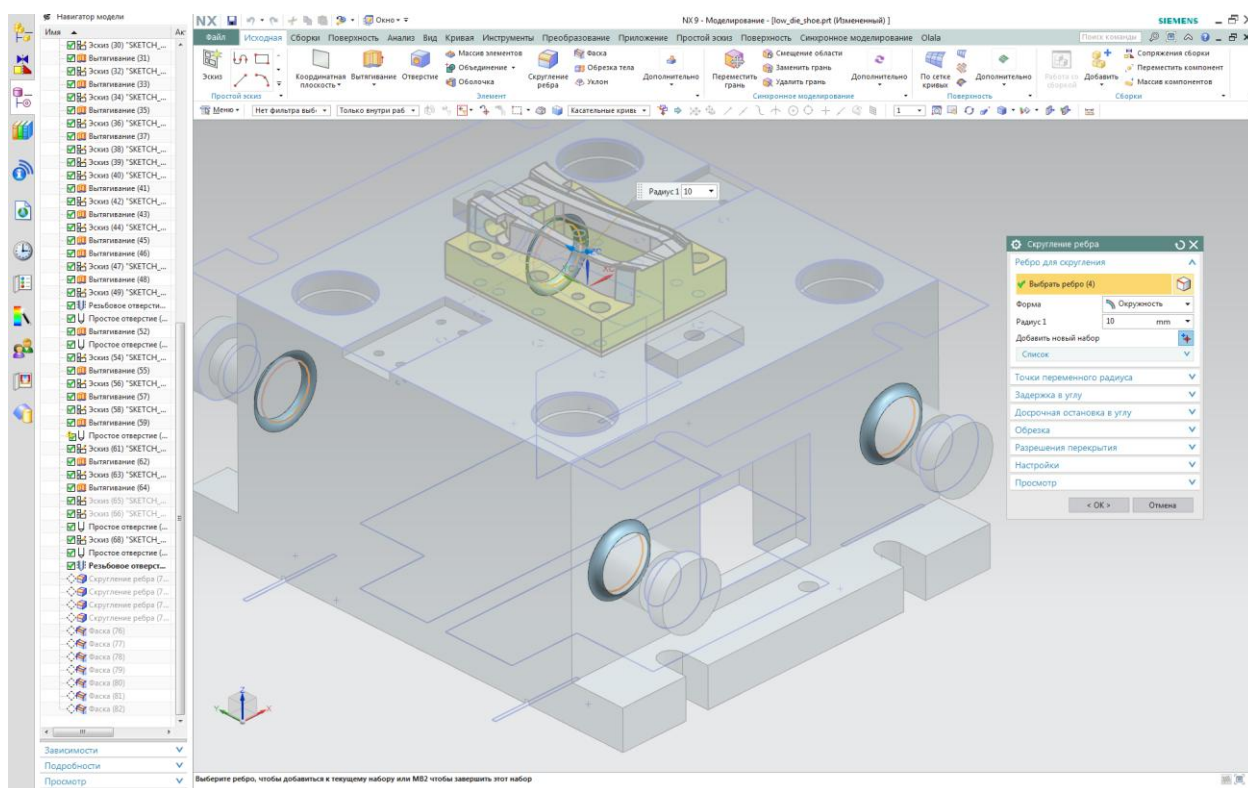 Навигатор модели
Имя
Ак
Эскиз (30) "SKETCH_...
Вытягивание (31)
Эскиз (32) "SKETCH_...
Вытягивание (33)
Эскиз (34) "SKETCH_...
Вытягивание (35)
Эскиз (36) "SKETCH_...
Вытягивание (37)
Эскиз (38) "SKETCH_...
Эскиз (39) "SKETCH_...
Эскиз (40) "SKETCH_...
Вытягивание (41)
Эскиз (42) "SKETCH_...
Вытягивание (43)
Эскиз (44) "SKETCH_...
Вытягивание (45)
Вытягивание (46)
Эскиз (47) "SKETCH_...
Вытягивание (48)
Эскиз (49) "SKETCH_...
Резьбовое отверсти...
Простое отверстие (...
Вытягивание (52)
Простое отверстие (...
Эскиз (54) "SKETCH_...
Вытягивание (55)
Эскиз (56) "SKETCH_...
Вытягивание (57)
Эскиз (58) "SKETCH_...
Вытягивание (59)
Простое отверстие (...
Эскиз (61) "SKETCH_...
Вытягивание (62)
Эскиз (63) "SKETCH_...
Вытягивание (64)
Эскиз (65) "SKETCH_...
Эскиз (66) "SKETCH_...
Простое отверстие (...
Эскиз (68) "SKETCH_...
Простое отверстие (...
Резьбовое отверст...
Скругление ребра (7...
Скругление ребра (7...
Скругление ребра (7...
Скругление ребра (7...
Фаска (76)
Фаска (77)
Фаска (78)
Фаска (79)
Фаска (80)
Фаска (81)
Фаска (82)
Зависимости
Подробности
Просмотр
NX
Окно
NX 9 - Моделирование - [low_die_shoe.prt (Измененный) ]
SIEMENS
Файл Исходная Сборки Поверхность Анализ Вид Кривая Инструменты Преобразование Приложение Простой эскиз Поверхность Синхронное моделирование Olala
Поиск команды
Эскиз
Простой эскиз
Координатная плоскость
Вытягивание
Отверстие
Массив элементов
Объединение
Оболочка
Скругление ребра
Фаска
Обрезка тела
Уклон
Дополнительно
Элемент
Переместить грань
Смещение области
Заменить грань
Удалить грань
Дополнительно
Синхронное моделирование
По сетке кривых
Дополнительно
Поверхность
Работа со сборкой
Добавить
Сопряжения сборки
Переместить компонент
Массив компонентов
Сборки
Меню
Нет фильтра выб
Только внутри раб
Касательные кривь
1
Радиус 1 10
XC
Скругление ребра
Ребро для скругления
Выбрать ребро (4)
Форма Окружность
Радиус 1 10 mm
Добавить новый набор
Список
Точки переменного радиуса
Задержка в углу
Досрочная остановка в углу
Обрезка
Разрешения перекрытия
Настройки
Просмотр
< OK > Отмена
Z
Y
X
Выберите ребро, чтобы добавиться к текущему набору или MB2 чтобы завершить этот набор